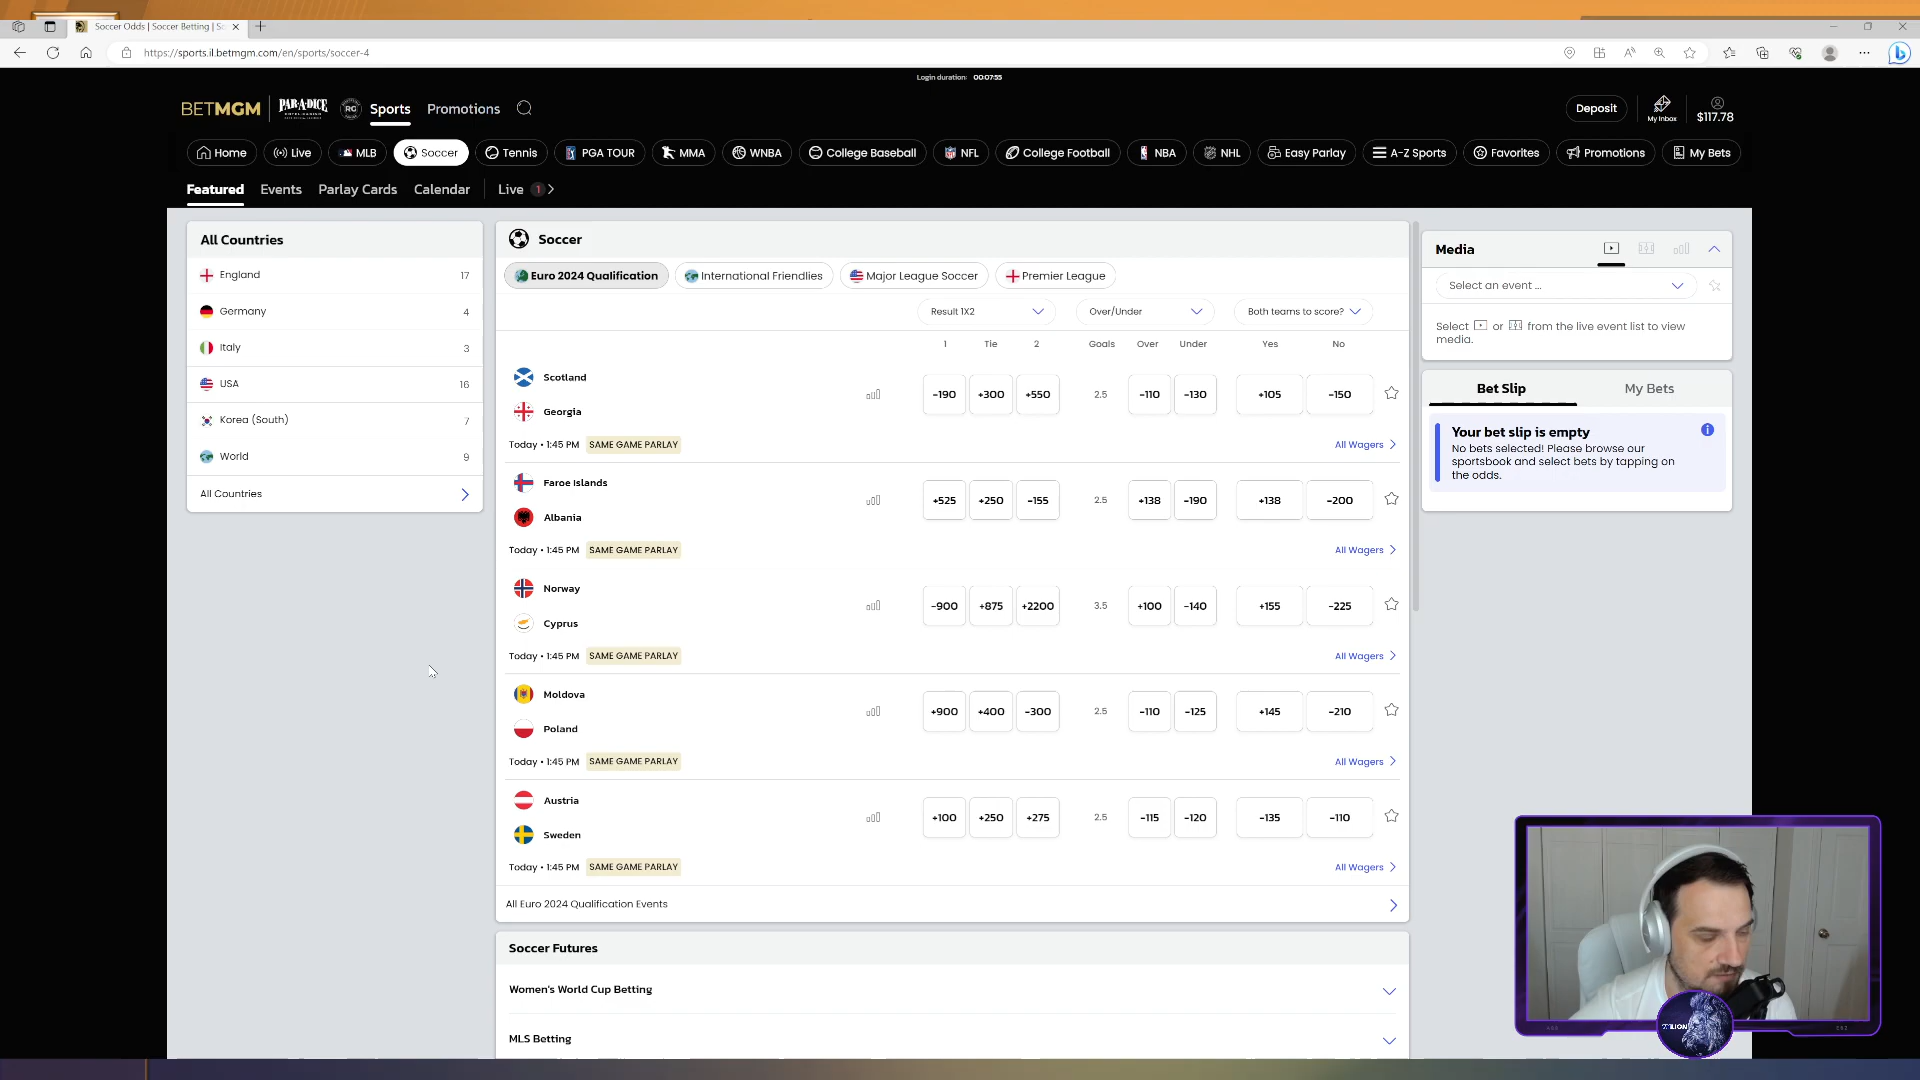 Soccer Odds | Soccer Betting | S
https://sports.il.betmgm.com/en/sports/soccer-4
Login duration: 00:07:55
BETMGM PAR-A-DICE RG Sports Promotions Deposit My Inbox $117.78
Home Live MLB Soccer Tennis PGA TOUR MMA WNBA College Baseball NFL College Football NBA NHL Easy Parlay A-Z Sports Favorites Promotions My Bets
Featured Events Parlay Cards Calendar Live 1
All Countries
England 17
Germany 4
Italy 3
USA 16
Korea (South) 7
World 9
All Countries
Soccer
Euro 2024 Qualification International Friendlies Major League Soccer Premier League
Result 1X2 Over/Under Both teams to score?
1 Tie 2 Goals Over Under Yes No
Scotland
Georgia
-190 +300 +550 2.5 -110 -130 +105 -150
Today • 1:45 PM SAME GAME PARLAY All Wagers
Faroe Islands
Albania
+525 +250 -155 2.5 +138 -190 +138 -200
Today • 1:45 PM SAME GAME PARLAY All Wagers
Norway
Cyprus
-900 +875 +2200 3.5 +100 -140 +155 -225
Today • 1:45 PM SAME GAME PARLAY All Wagers
Moldova
Poland
+900 +400 -300 2.5 -110 -125 +145 -210
Today • 1:45 PM SAME GAME PARLAY All Wagers
Austria
Sweden
+100 +250 +275 2.5 -115 -120 -135 -110
Today • 1:45 PM SAME GAME PARLAY All Wagers
All Euro 2024 Qualification Events
Soccer Futures
Women's World Cup Betting
MLS Betting
Media
Select an event ...
Select or from the live event list to view
media.
Bet Slip My Bets
Your bet slip is empty
No bets selected! Please browse our
sportsbook and select bets by tapping on
the odds.